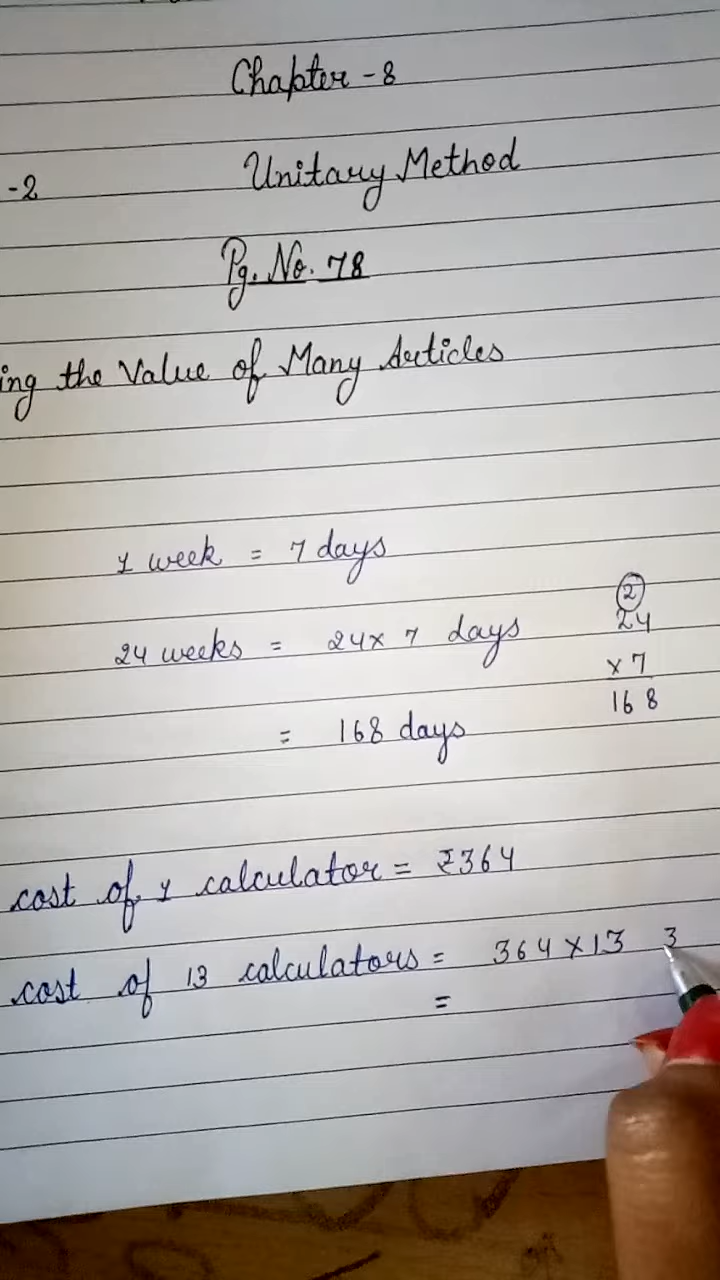 Chapter - 8
-2 Unitary Method
Pg. No. 78
ing the Value of Many Articles
1 week = 7 days
24 weeks = 24 x 7 days
= 168 days
2
24
x 7
168
cost of 1 calculator = ₹364
cost of 13 calculators = 364 x 13 3
=